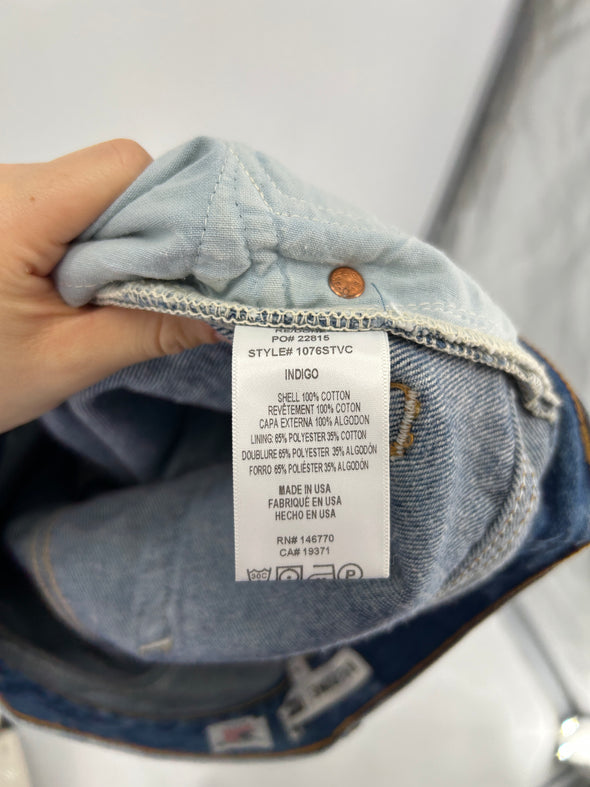 PO# 22815
STYLE# 1076STVC
INDIGO
SHELL 100% COTTON
REVÊTEMENT 100% COTON
CAPA EXTERNA 100% ALGODON
LINING: 65% POLYESTER 35% COTTON
DOUBLURE 65% POLYESTER 35% ALGODÓN
FORRO 65% POLIÉSTER 35% ALGODON
MADE IN USA
FABRIQUÉ EN USA
HECHO EN USA
RN# 146770
CA# 19371
30C
P